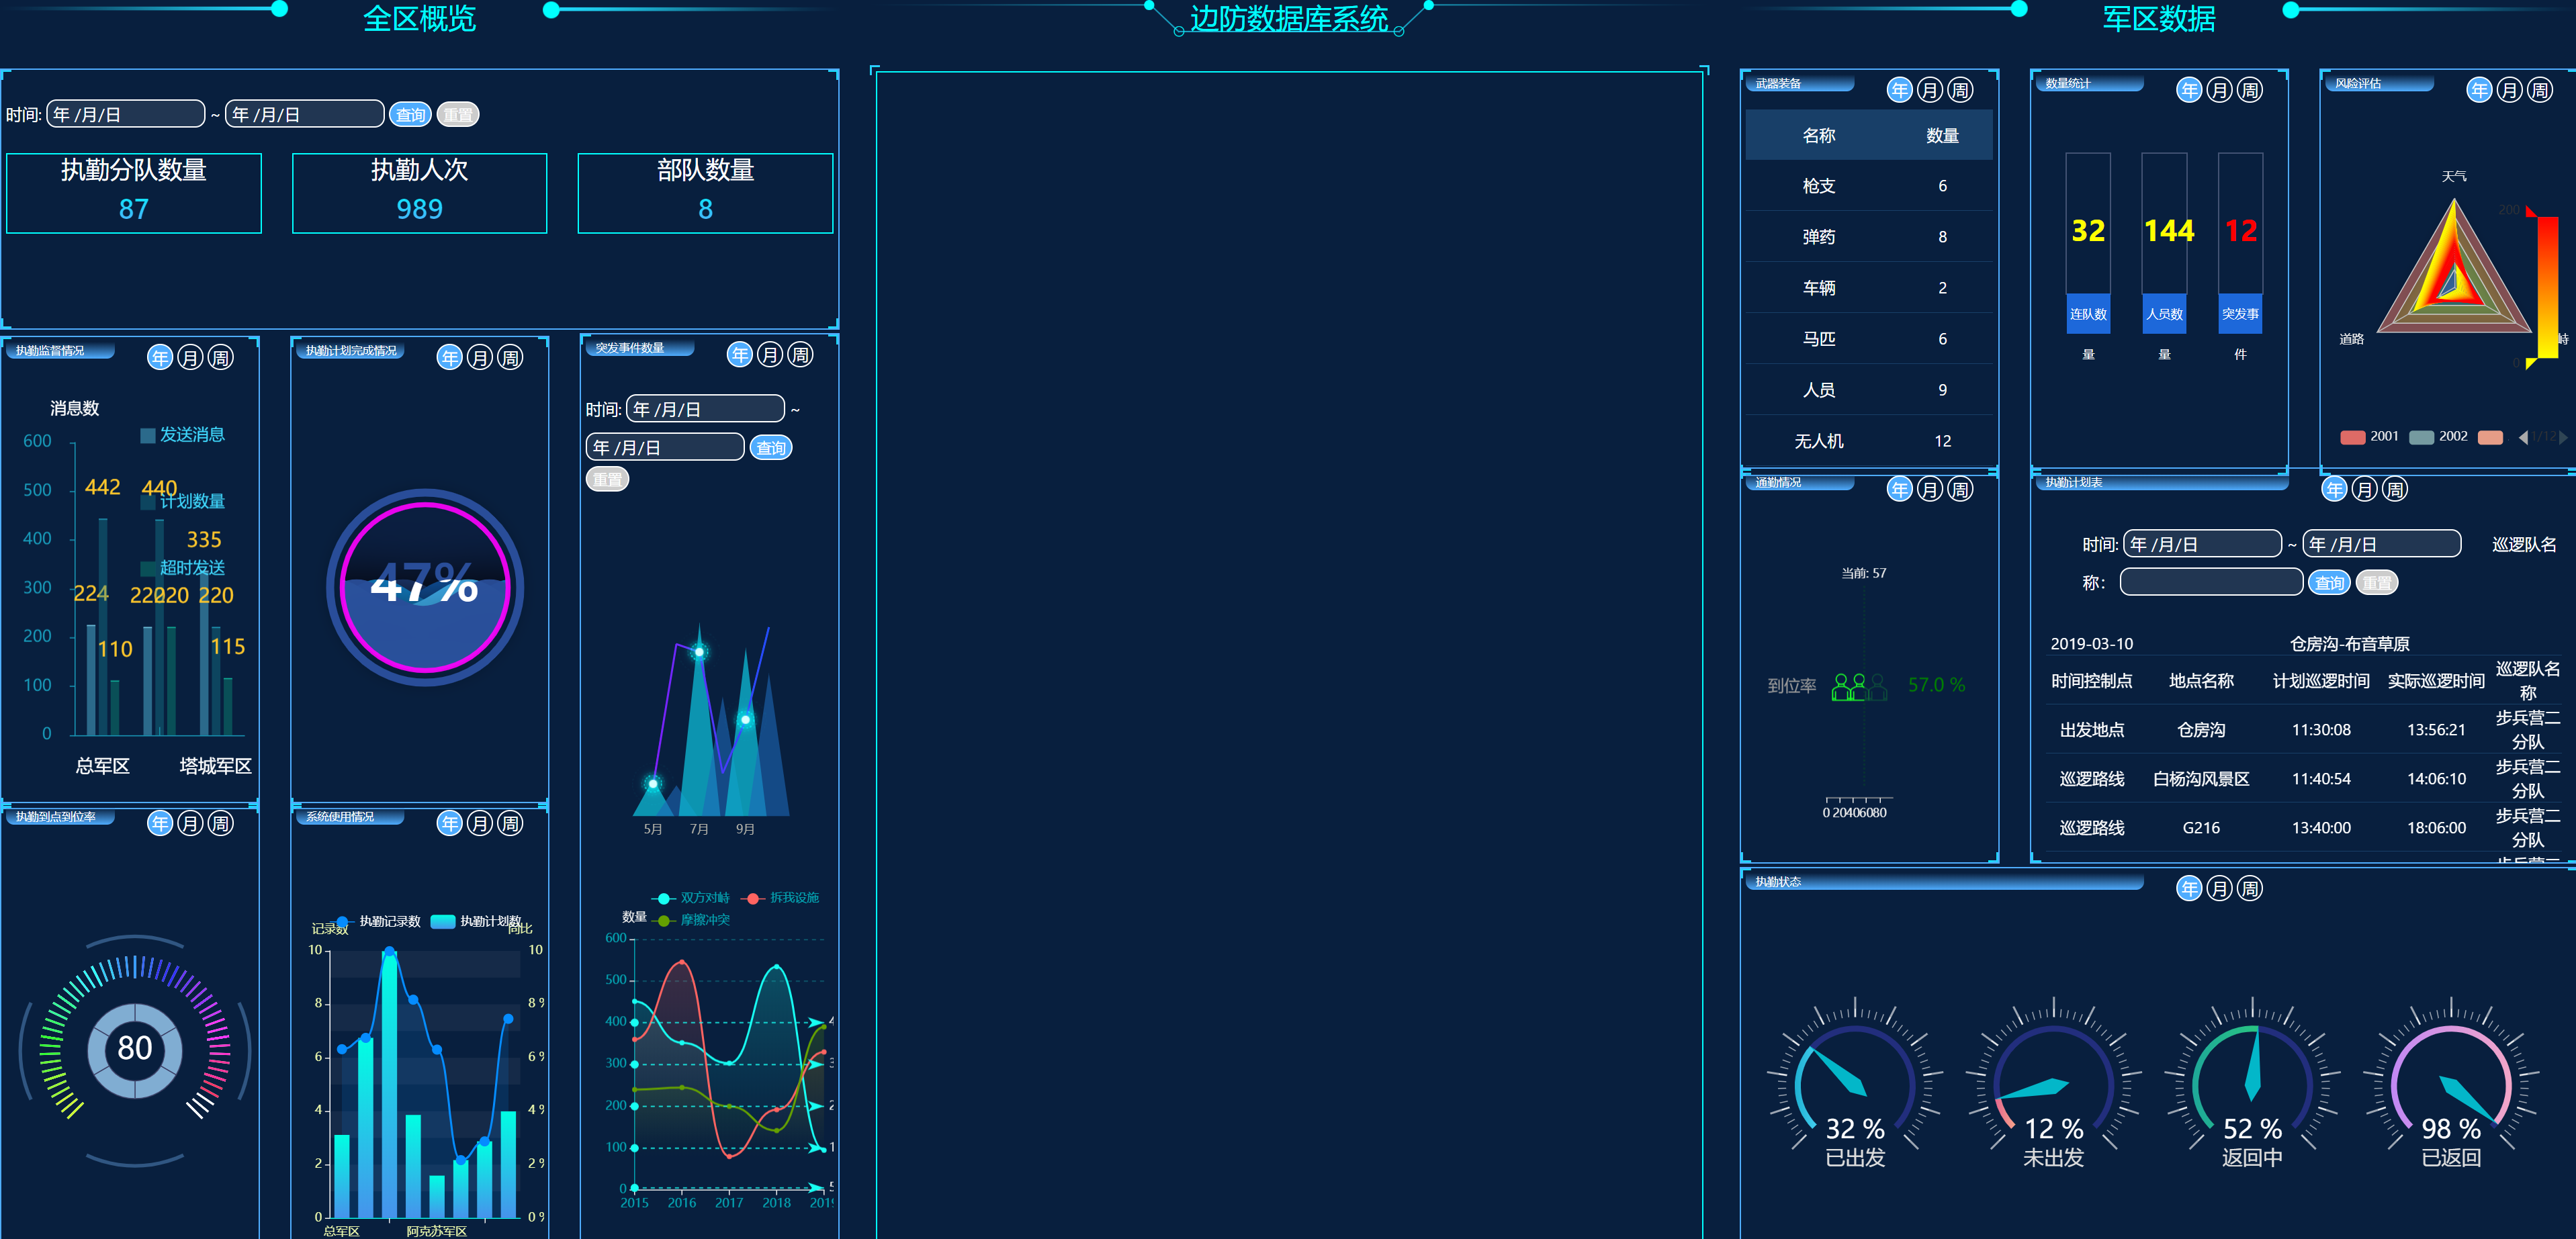 全区概览
边防数据库系统
军区数据
时间: 年 /月/日 ~ 年 /月/日 查询 重置
执勤分队数量
87
执勤人次
989
部队数量
8
执勤监督情况
年 月 周
消息数
发送消息
计划数量
超时发送
600
500
400
300
200
100
0
442
440
335
224
220
220
220
110
115
总军区
塔城军区
执勤计划完成情况
年 月 周
47%
突发事件数量
年 月 周
时间: 年 /月/日 ~
年 /月/日 查询
重置
5月 7月 9月
双方对峙 拆我设施
数量 摩擦冲突
600
500
400
300
200
100
0
2015 2016 2017 2018 2019
执勤到点到位率
年 月 周
80
系统使用情况
年 月 周
执勤记录数 执勤计划数
记录数
同比
10
8
6
4
2
0
10
8 %
6 %
4 %
2 %
0 %
总军区
阿克苏军区
武器装备
年 月 周
名称 数量
枪支 6
弹药 8
车辆 2
马匹 6
人员 9
无人机 12
数量统计
年 月 周
32 144 12
连队数 人员数 突发事
量 量 件
风险评估
年 月 周
天气
200
道路
峙
0
2001 2002 1/12
通勤情况
年 月 周
当前: 57
到位率
57.0 %
0 20406080
执勤计划表
年 月 周
时间: 年 /月/日 ~ 年 /月/日 巡逻队名
称: 查询 重置
2019-03-10 仓房沟-布音草原
时间控制点 地点名称 计划巡逻时间 实际巡逻时间 巡逻队名称
出发地点 仓房沟 11:30:08 13:56:21 步兵营二分队
巡逻路线 白杨沟风景区 11:40:54 14:06:10 步兵营二分队
巡逻路线 G216 13:40:00 18:06:00 步兵营二分队
执勤状态
年 月 周
32 % 12 % 52 % 98 %
已出发 未出发 返回中 已返回